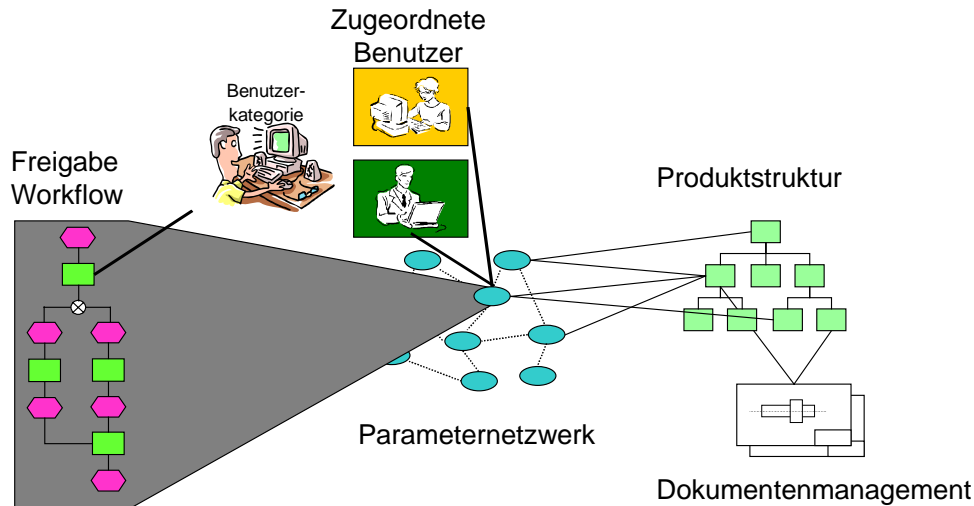 Zugeordnete
Benutzer
Benutzer-
kategorie
Freigabe
Workflow
Produktstruktur
Parameternetzwerk
Dokumentenmanagement